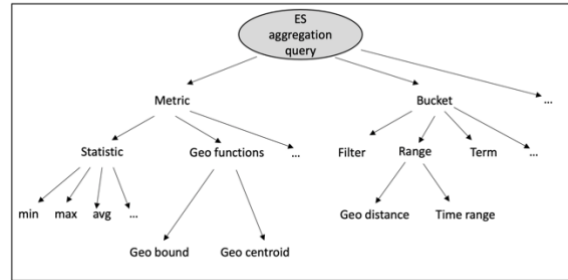 ES
aggregation
query
Metric
Bucket
...
Statistic
Geo functions
...
Filter
Range
Term
...
min
max
avg
...
Geo distance
Time range
Geo bound
Geo centroid